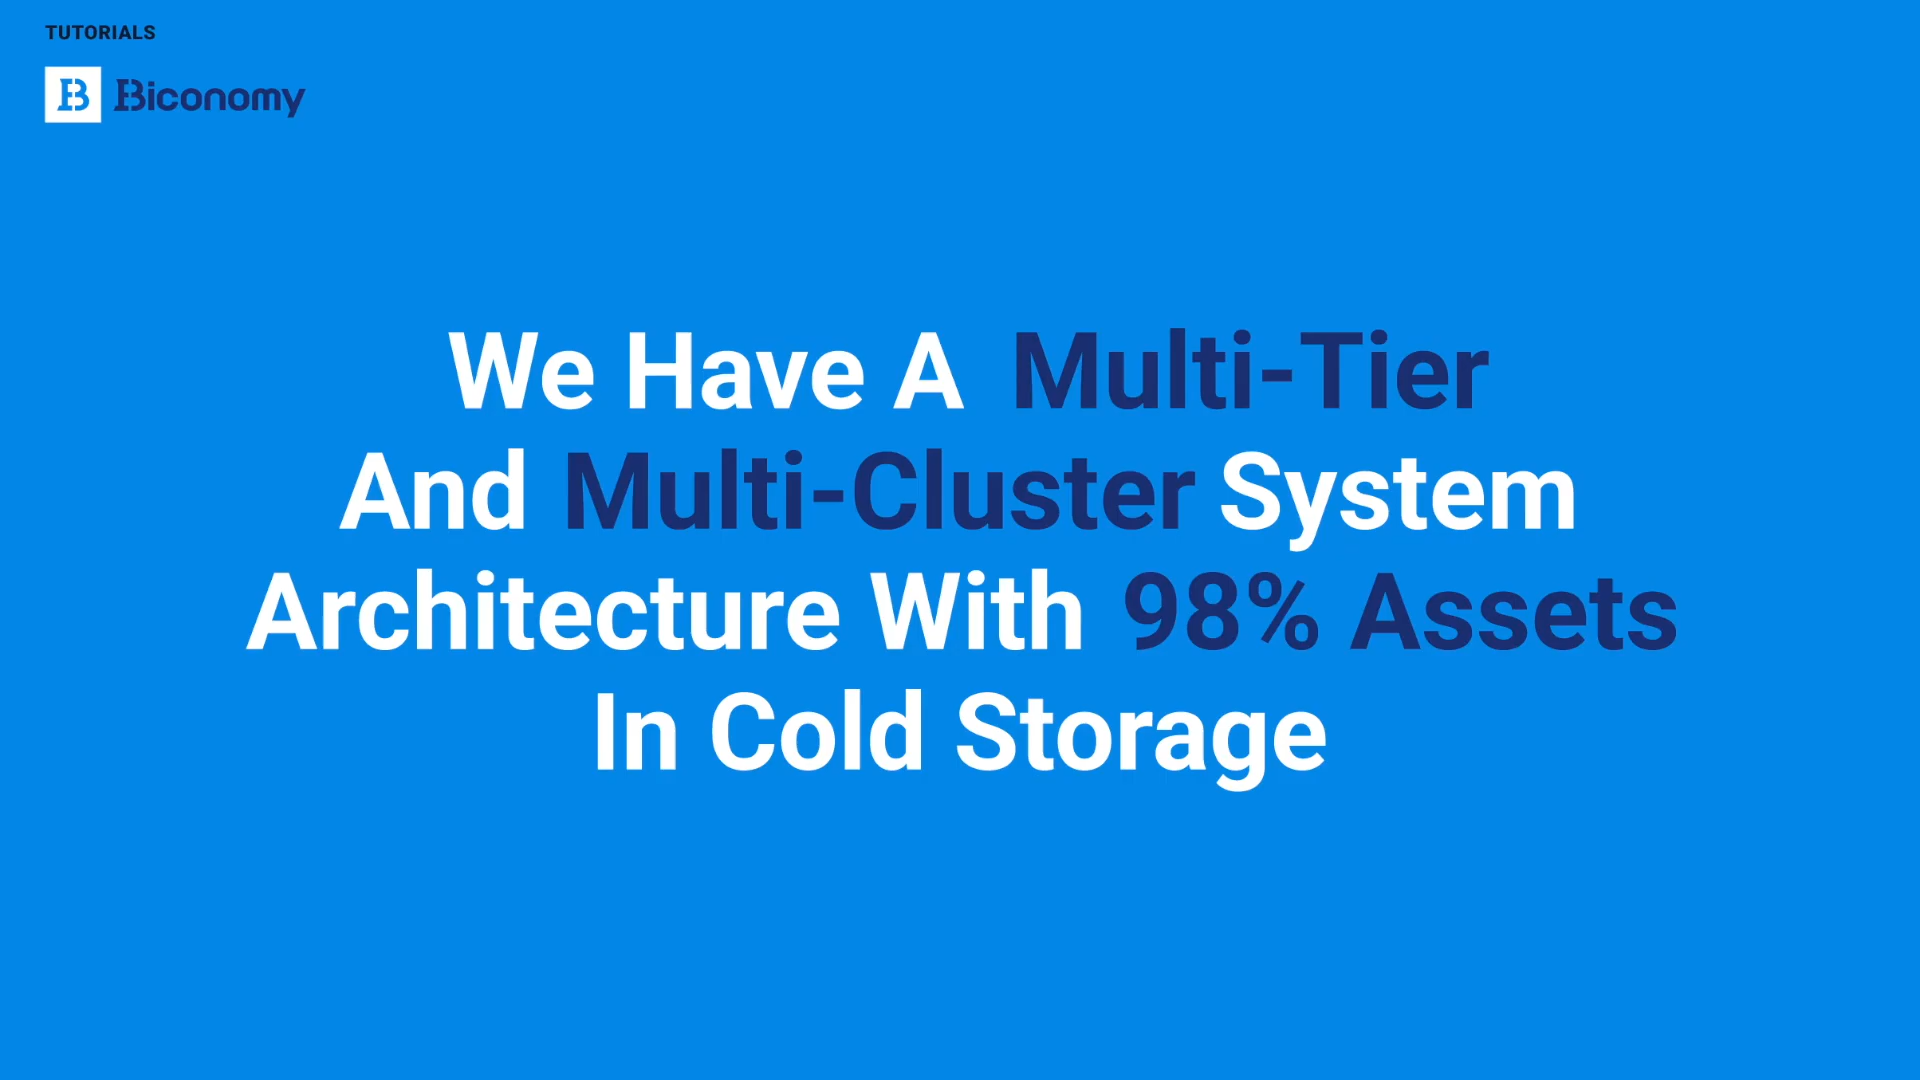 TUTORIALS
B Biconomy
We Have A Multi-Tier
And Multi-Cluster System
Architecture With 98% Assets
In Cold Storage